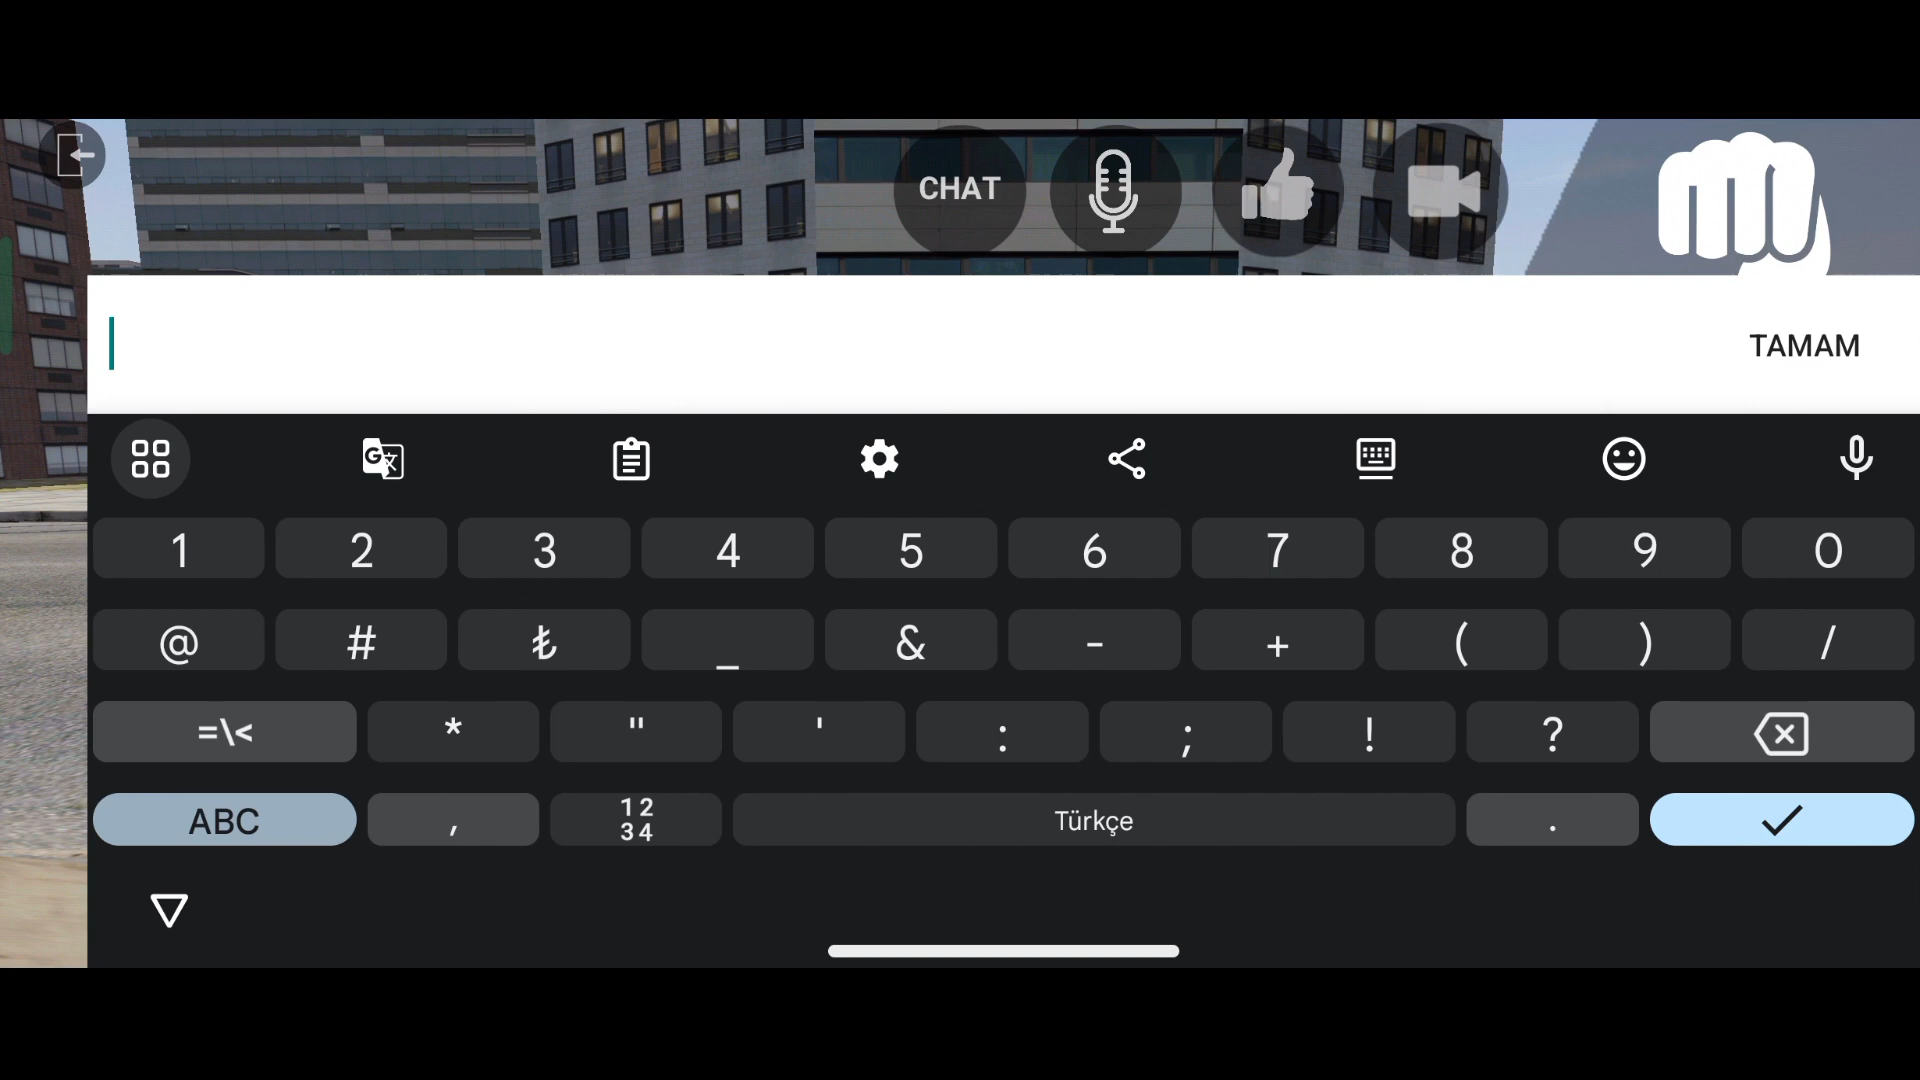 CHAT
TAMAM
1 2 3 4 5 6 7 8 9 0
@ # ₺ _ & - + ( ) /
=\< * " ' : ; ! ?
ABC , 12 34 Türkçe .